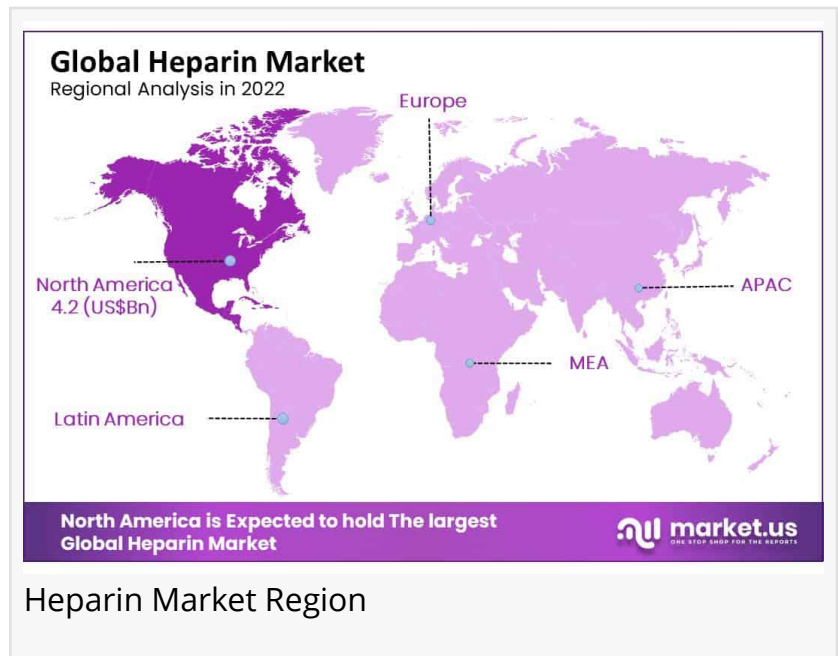 Global Heparin Market
Regional Analysis in 2022
Europe
North America
4.2 (US$Bn)
APAC
MEA
Latin America
North America is Expected to hold The largest
Global Heparin Market
market.us
ONE STOP SHOP FOR THE REPORTS
Heparin Market Region